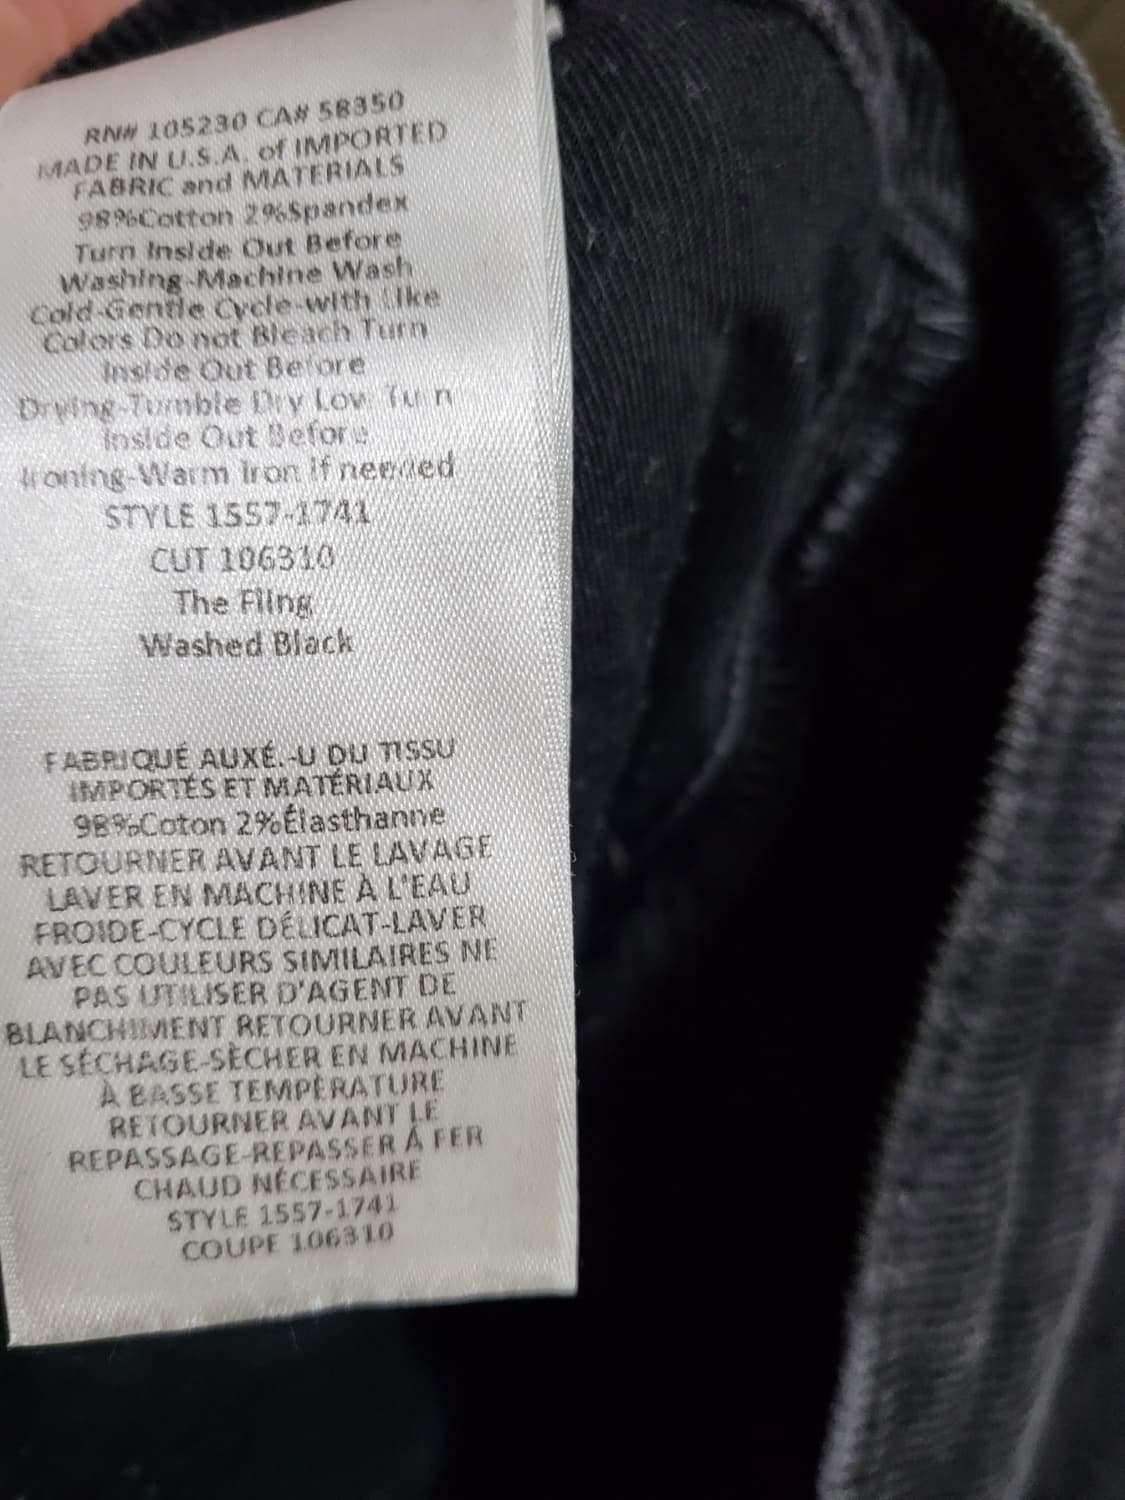 RN# 105230 CA# 58350
MADE IN U.S.A. of IMPORTED
FABRIC and MATERIALS
98%Cotton 2%Spandex
Turn Inside Out Before
Washing-Machine Wash
Cold-Gentle Cycle-with Like
Colors Do not Bleach Turn
Inside Out Before
Drying-Tumble Dry Low Turn
Inside Out Before
Ironing-Warm Iron if needed
STYLE 1557-1741
CUT 106310
The Fling
Washed Black
FABRIQUÉ AUXÉ.-U DU TISSU
IMPORTÉS ET MATÉRIAUX
98%Coton 2%Élasthanne
RETOURNER AVANT LE LAVAGE
LAVER EN MACHINE À L'EAU
FROIDE-CYCLE DÉLICAT-LAVER
AVEC COULEURS SIMILAIRES NE
PAS UTILISER D'AGENT DE
BLANCHIMENT RETOURNER AVANT
LE SÉCHAGE-SÈCHER EN MACHINE
À BASSE TEMPÈRATURE
RETOURNER AVANT LE
REPASSAGE-REPASSER Á FER
CHAUD NÉCESSAIRE
STYLE 1557-1741
COUPE 106310